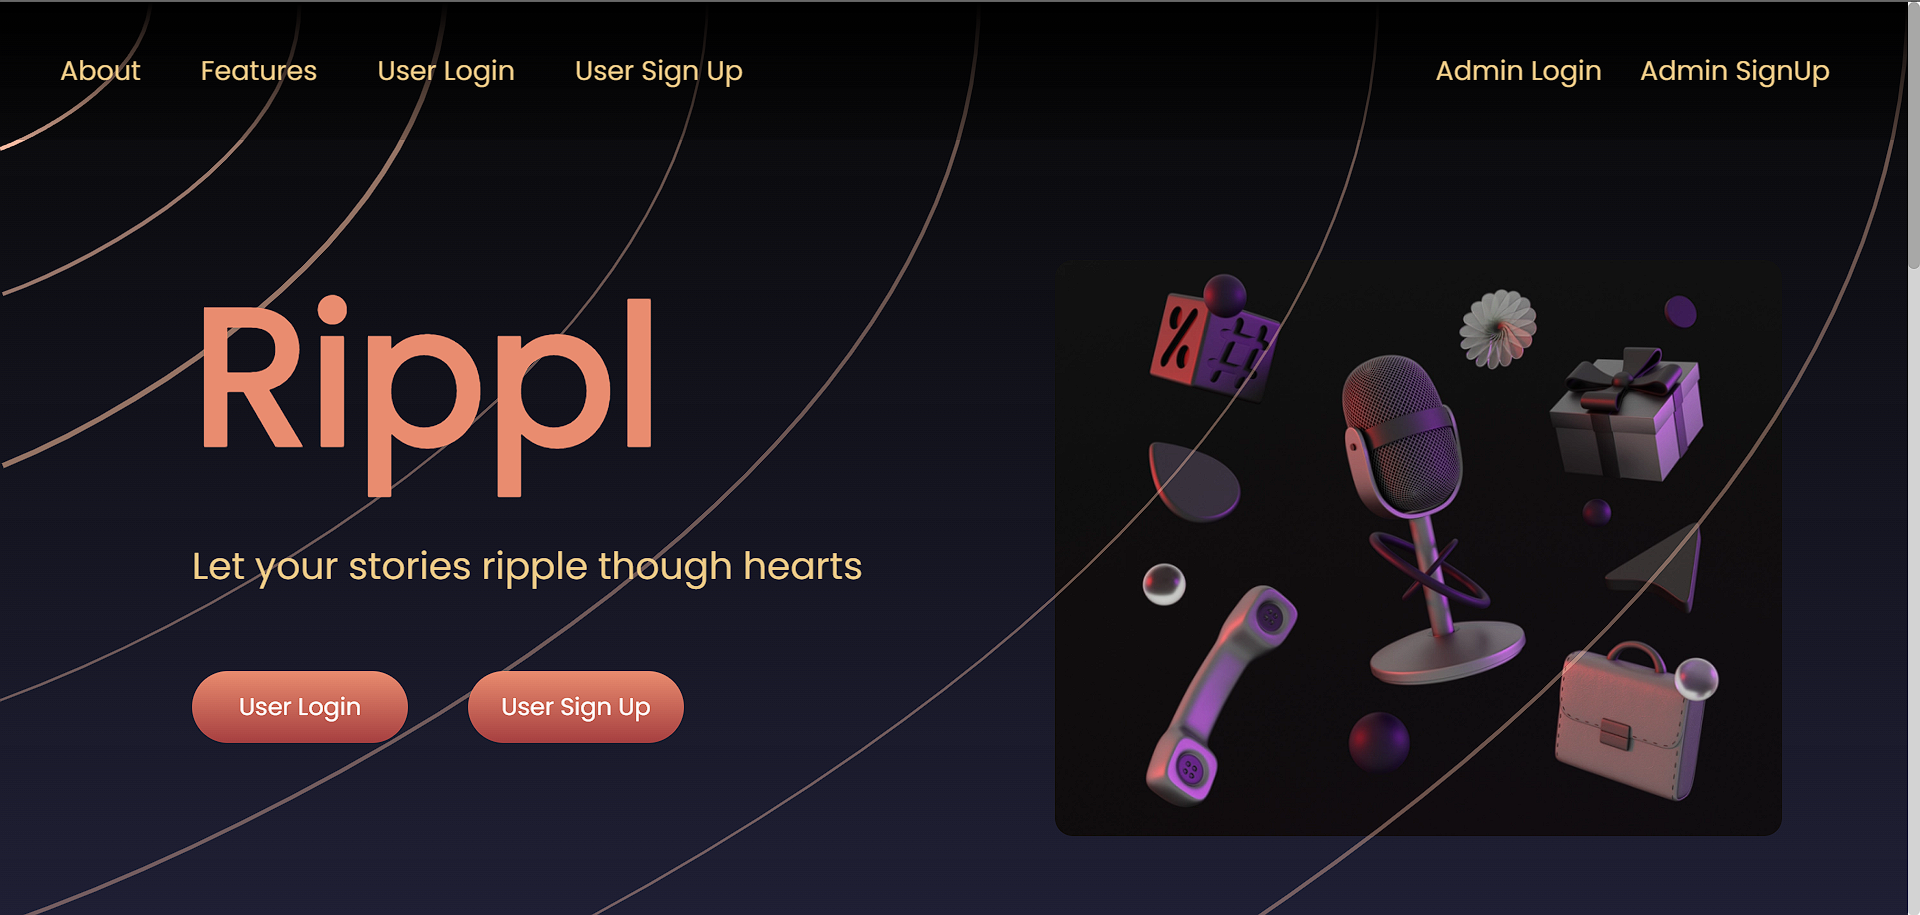 About Features User Login User Sign Up Admin Login Admin SignUp
Rippl
Let your stories ripple though hearts
User Login User Sign Up
% #